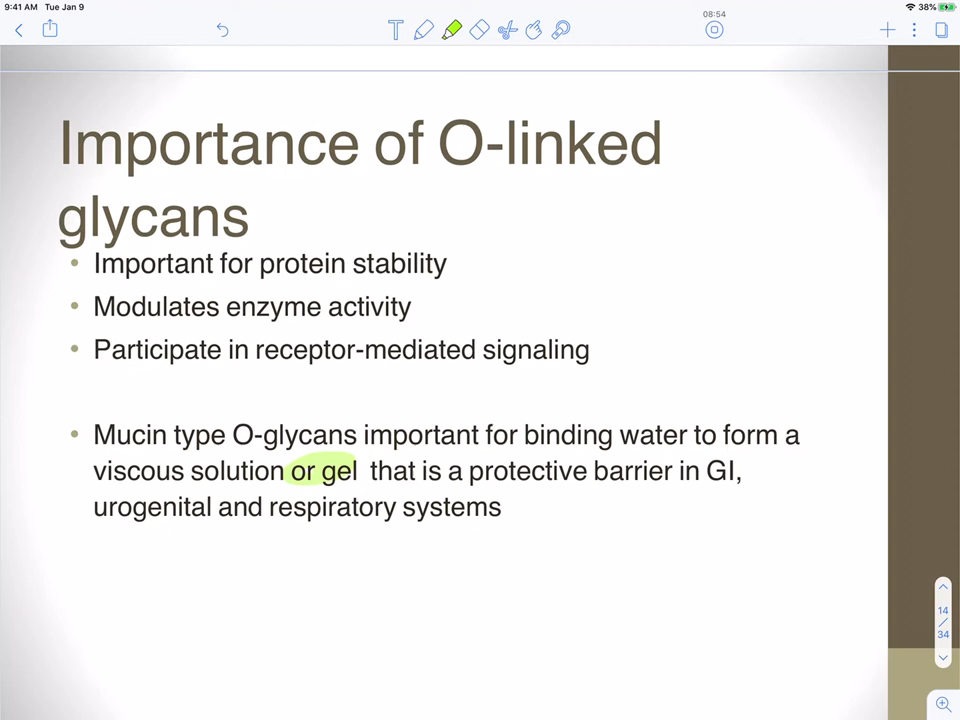 9:41 AM Tue Jan 9
38%
08:54
Importance of O-linked
glycans
• Important for protein stability
• Modulates enzyme activity
• Participate in receptor-mediated signaling
• Mucin type O-glycans important for binding water to form a
viscous solution or gel that is a protective barrier in GI,
urogenital and respiratory systems
14
/
34